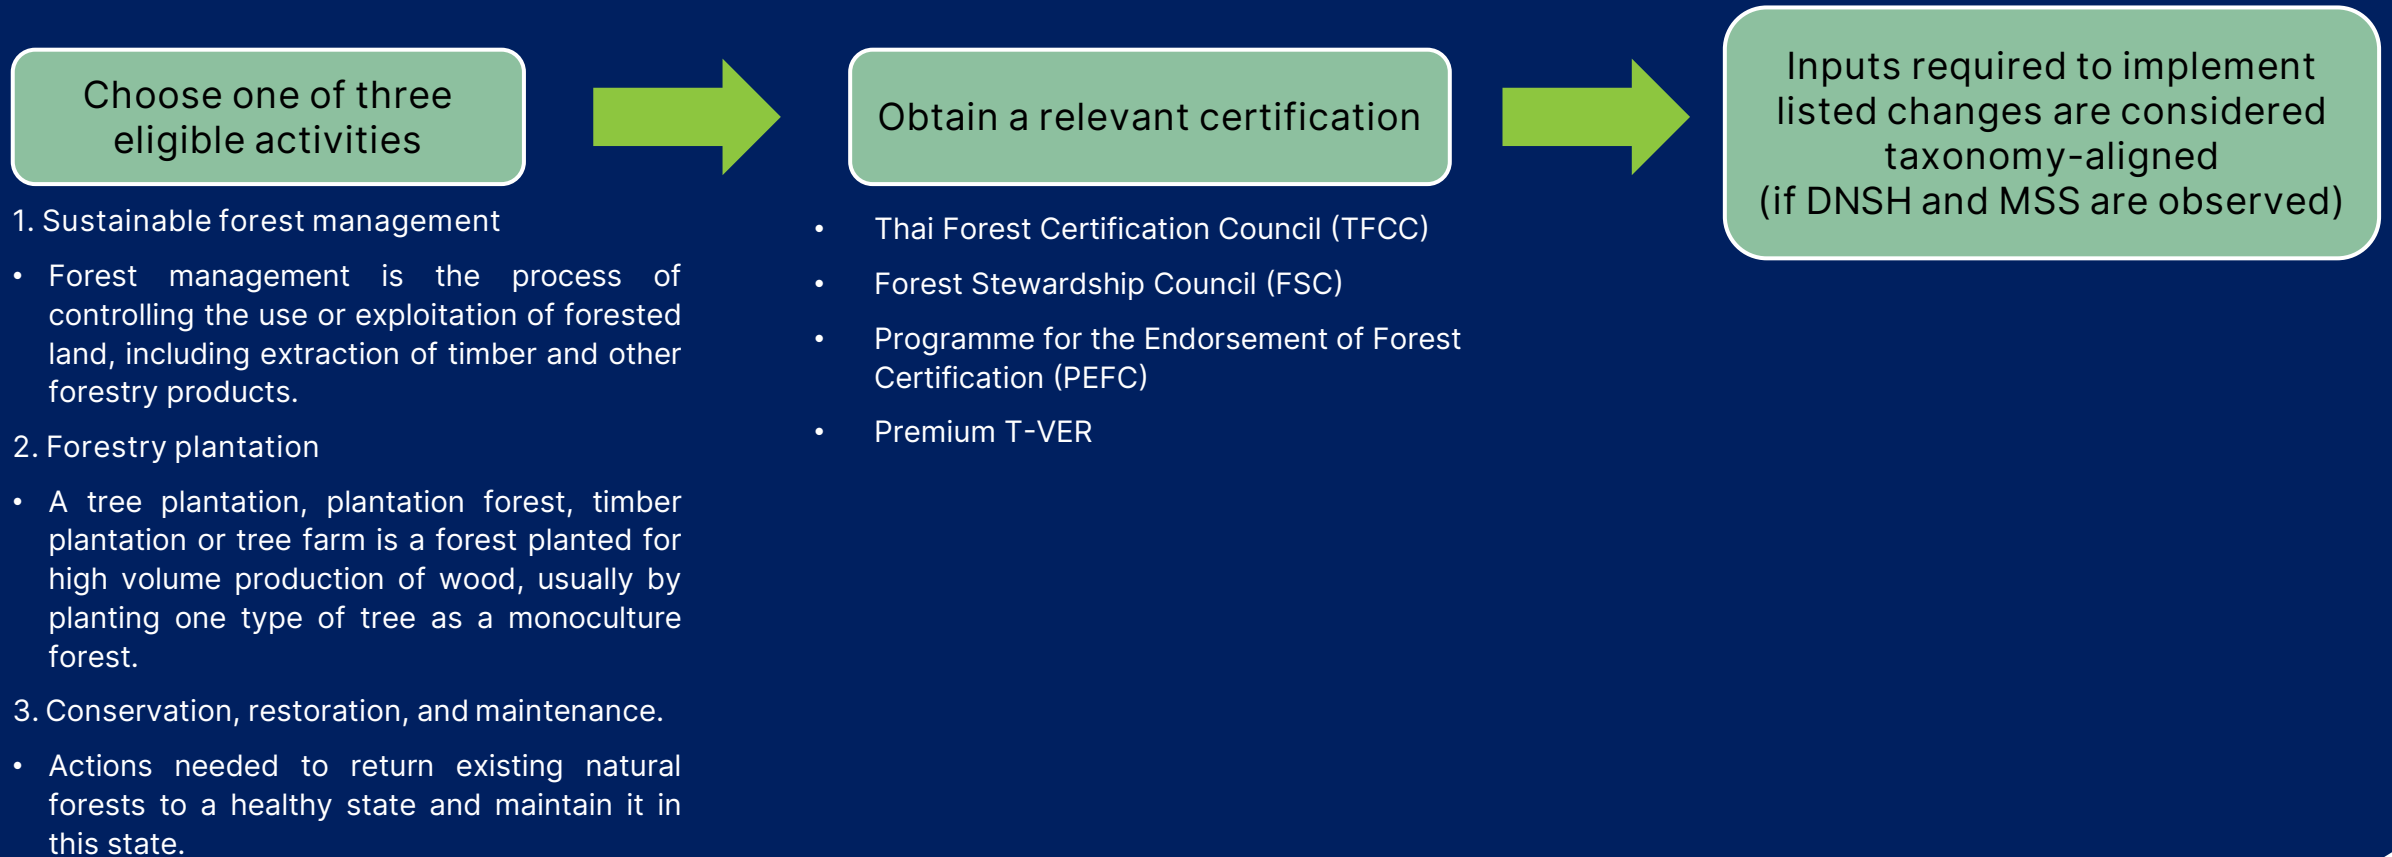 Choose one of three
eligible activities
1. Sustainable forest management
• Forest management is the process of
controlling the use or exploitation of forested
land, including extraction of timber and other
forestry products.
2. Forestry plantation
• A tree plantation, plantation forest, timber
plantation or tree farm is a forest planted for
high volume production of wood, usually by
planting one type of tree as a monoculture
forest.
3. Conservation, restoration, and maintenance.
• Actions needed to return existing natural
forests to a healthy state and maintain it in
this state.
Obtain a relevant certification
• Thai Forest Certification Council (TFCC)
• Forest Stewardship Council (FSC)
• Programme for the Endorsement of Forest
Certification (PEFC)
• Premium T-VER
Inputs required to implement
listed changes are considered
taxonomy-aligned
(if DNSH and MSS are observed)